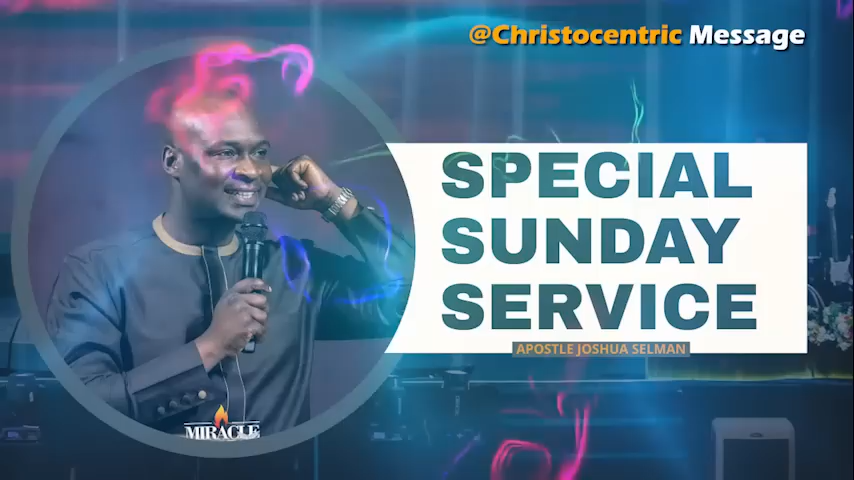 @Christocentric Message
SPECIAL
SUNDAY
SERVICE
APOSTLE JOSHUA SELMAN
MIRACLE